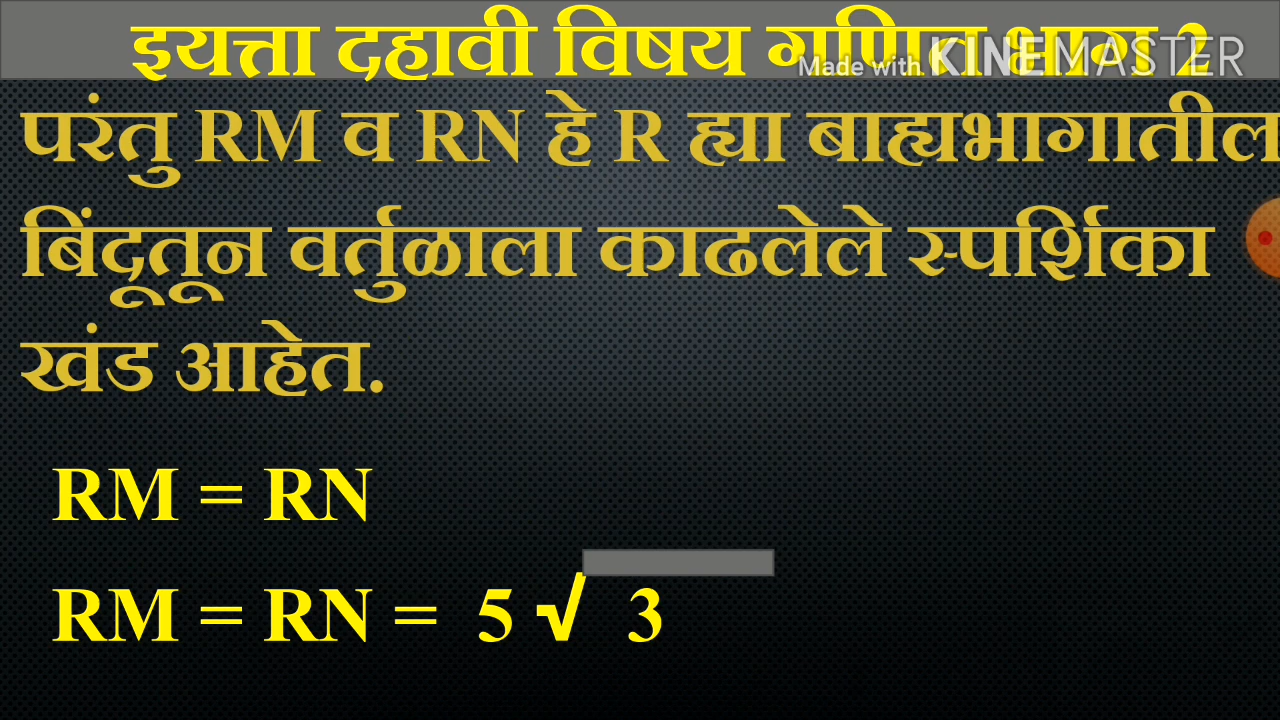 इयत्ता दहावी विषय गणित भाग 2
Made with KINEMASTER
परंतु RM व RN हे R ह्या बाह्यभागातील
बिंदूतून वर्तुळाला काढलेले स्पर्शिका
खंड आहेत.
RM = RN
RM = RN = 5 √ 3